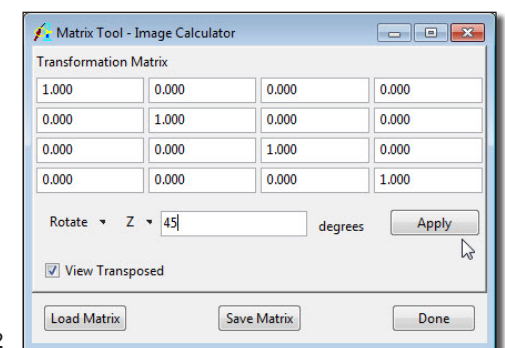 Matrix Tool - Image Calculator
Transformation Matrix
1.000 0.000 0.000 0.000
0.000 1.000 0.000 0.000
0.000 0.000 1.000 0.000
0.000 0.000 0.000 1.000
Rotate Z 45 degrees Apply
View Transposed
Load Matrix Save Matrix Done
2